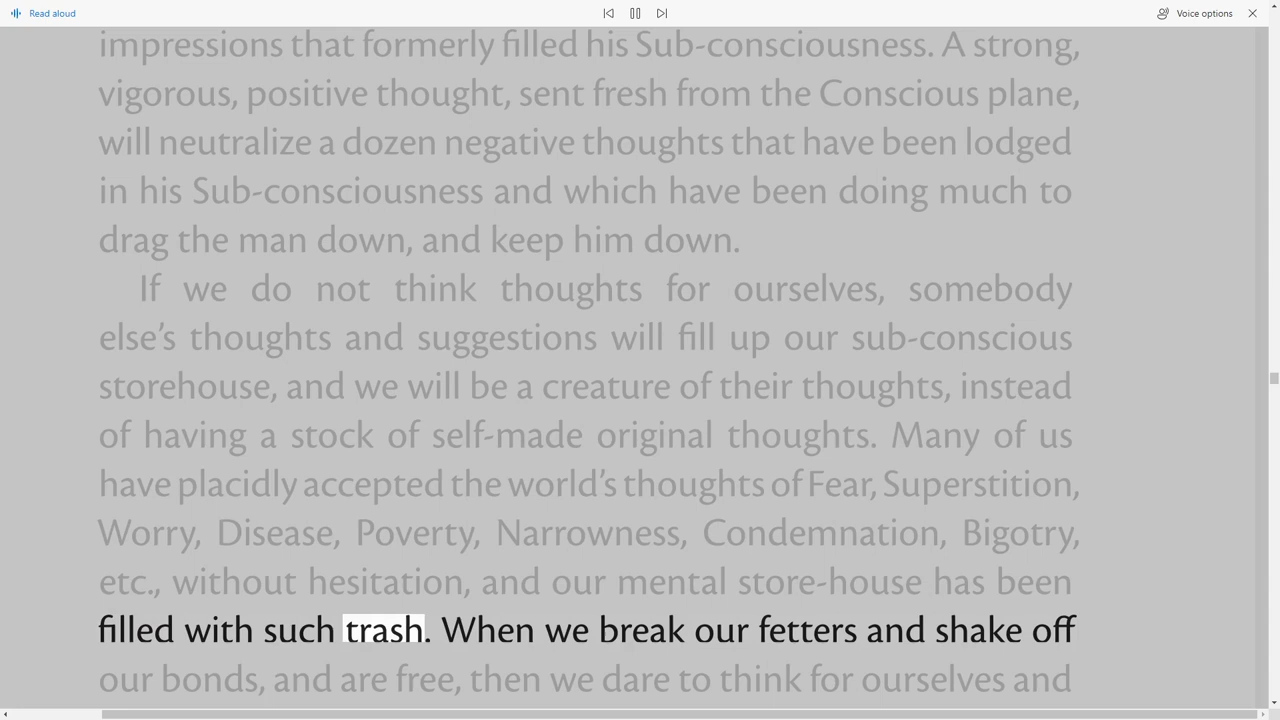 Read aloud
Voice options
impressions that formerly filled his Sub-consciousness. A strong,
vigorous, positive thought, sent fresh from the Conscious plane,
will neutralize a dozen negative thoughts that have been lodged
in his Sub-consciousness and which have been doing much to
drag the man down, and keep him down.
If we do not think thoughts for ourselves, somebody
else’s thoughts and suggestions will fill up our sub-conscious
storehouse, and we will be a creature of their thoughts, instead
of having a stock of self-made original thoughts. Many of us
have placidly accepted the world’s thoughts of Fear, Superstition,
Worry, Disease, Poverty, Narrowness, Condemnation, Bigotry,
etc., without hesitation, and our mental store-house has been
filled with such trash. When we break our fetters and shake off
our bonds, and are free, then we dare to think for ourselves and